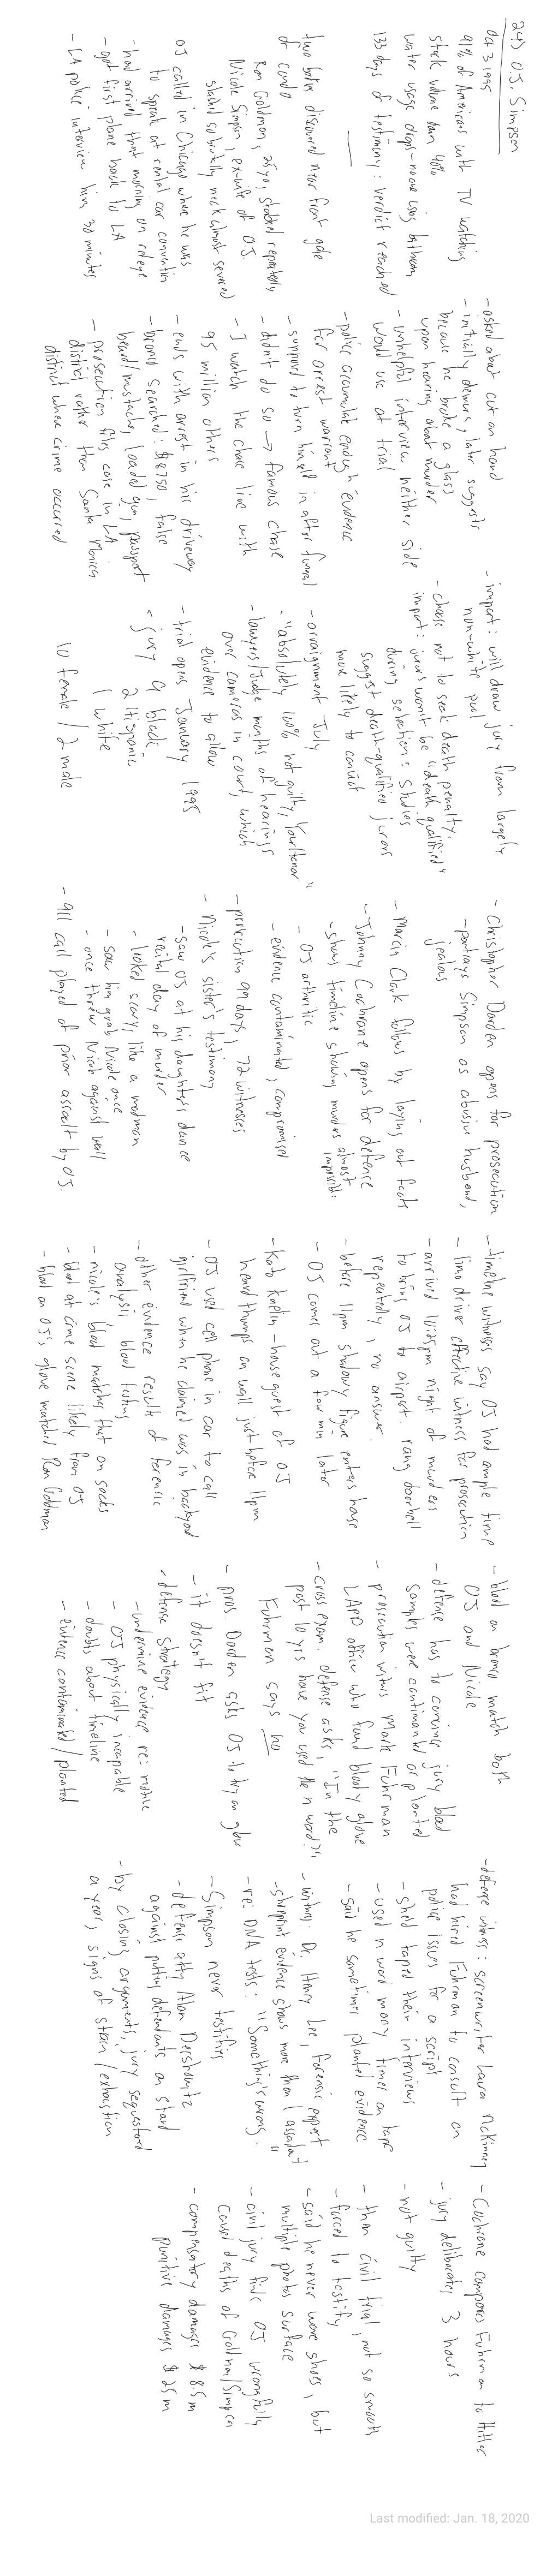 24) O.J. Simpson
Oct 3 1995
91% of Americans with TV watching
stock volume down 40%
water usage drops - no one using bathroom
133 days of testimony: verdict reached
two bodies discovered near front gate
of condo
Ron Goldman, 25 yo, stabbed repeatedly
Nicole Simpson, ex-wife of O.J.
slashed so brutally neck almost severed
OJ called in Chicago where he was
to speak at rental car convention
- had arrived that morning on redeye
- got first plane back to LA
- LA police interview him 30 minutes
- asked about cut on hand
- initially demurs, later suggests
because he broke a glass
upon hearing about murder
- unhelpful interview neither side
would use at trial
- police accumulate enough evidence
for arrest warrant
- supposed to turn himself in after funeral
- didn't do so → famous chase
- I watch the chase live with
95 million others
- ends with arrest in his driveway
- bronco searched: $8750, false
beard/mustache, loaded gun, passport
- prosecution files case in LA
district rather than Santa Monica
district where crime occurred
- import: will draw jury from largely
non-white pool
- choose not to seek death penalty.
import: jurors won't be "death qualified"
during selection: studies
suggest death-qualified jurors
more likely to convict
- arraignment July
- "absolutely 100% not guilty, Your Honor"
- lawyers/Judge months of hearings
over cameras in court, which
evidence to allow
- trial opens January 1995
- jury 9 black
2 Hispanic
1 white
10 female / 2 male
- Christopher Darden opens for prosecution
- portrays Simpson as abusive husband,
jealous
- Marcia Clark follows by laying out facts
- Johnny Cochrane opens for defense
- shows timeline showing murders almost
impossible
- OJ arthritic
- evidence contaminated, compromised
- prosecution 99 days, 72 witnesses
- Nicole's sister's testimony
- saw OJ at his daughter's dance
recital day of murder
- looked scary, like a madman
- saw him grab Nicole once
- once threw Nicole against wall
- 911 call played of prior assault by O.J.
- timeline witnesses say OJ had ample time
- limo driver effective witness for prosecution
- arrived 10:25pm night of murders
to bring OJ to airport. rang doorbell
repeatedly, no answer.
- before 11pm shadowy figure enters house
- OJ comes out a few min later
- Kato Kaelin - house guest of OJ
heard thumps on wall just before 11pm
- OJ used cell phone in car to call
girlfriend when he claimed was in backyard
- other evidence results of forensic
analysis, blood testing
- nicole's blood matches that on socks
- blood at crime scene likely from OJ
- blood on OJ's glove matched Ron Goldman
- blood on bronco match both
OJ and Nicole
- defense has to convince jury blood
samples were contimanted or planted
- prosecution witness Mark Fuhrman
LAPD officer who found bloody glove
- cross exam. defense asks, "In the
past 10 yrs have you used the n word?"
Fuhrman says no
- pros. Darden asks OJ to try on glove
- it doesn't fit
- defense strategy
- undermine evidence re: motive
- OJ physically incapable
- doubts about timeline
- evidence contaminated / planted
- defense witness: screenwriter Laura McKinney
had hired Fuhrman to consult on
police issues for a script
- she'd taped their interviews
- used n word many times on tape
- said he sometimes planted evidence
- witness: Dr. Henry Lee, forensic expert
- shoeprint evidence shows more than 1 assailant
- re: DNA tests: "Something's wrong."
- Simpson never testifies
- defense atty Alan Dershowitz
against putting defendants on stand
- by closing arguments, jury sequestered
a year, signs of strain / exhaustion
- Cochrane compares Fuhrman to Hitler
- jury deliberates 3 hours
- not guilty
- then civil trial, not so smooth
- forced to testify
- said he never wore shoes, but
multiple photos surface
- civil jury finds OJ wrongfully
caused deaths of Goldman/Simpson
- compensatory damages $ 8.5 m
punitive damages $ 25 m
Last modified: Jan. 18, 2020